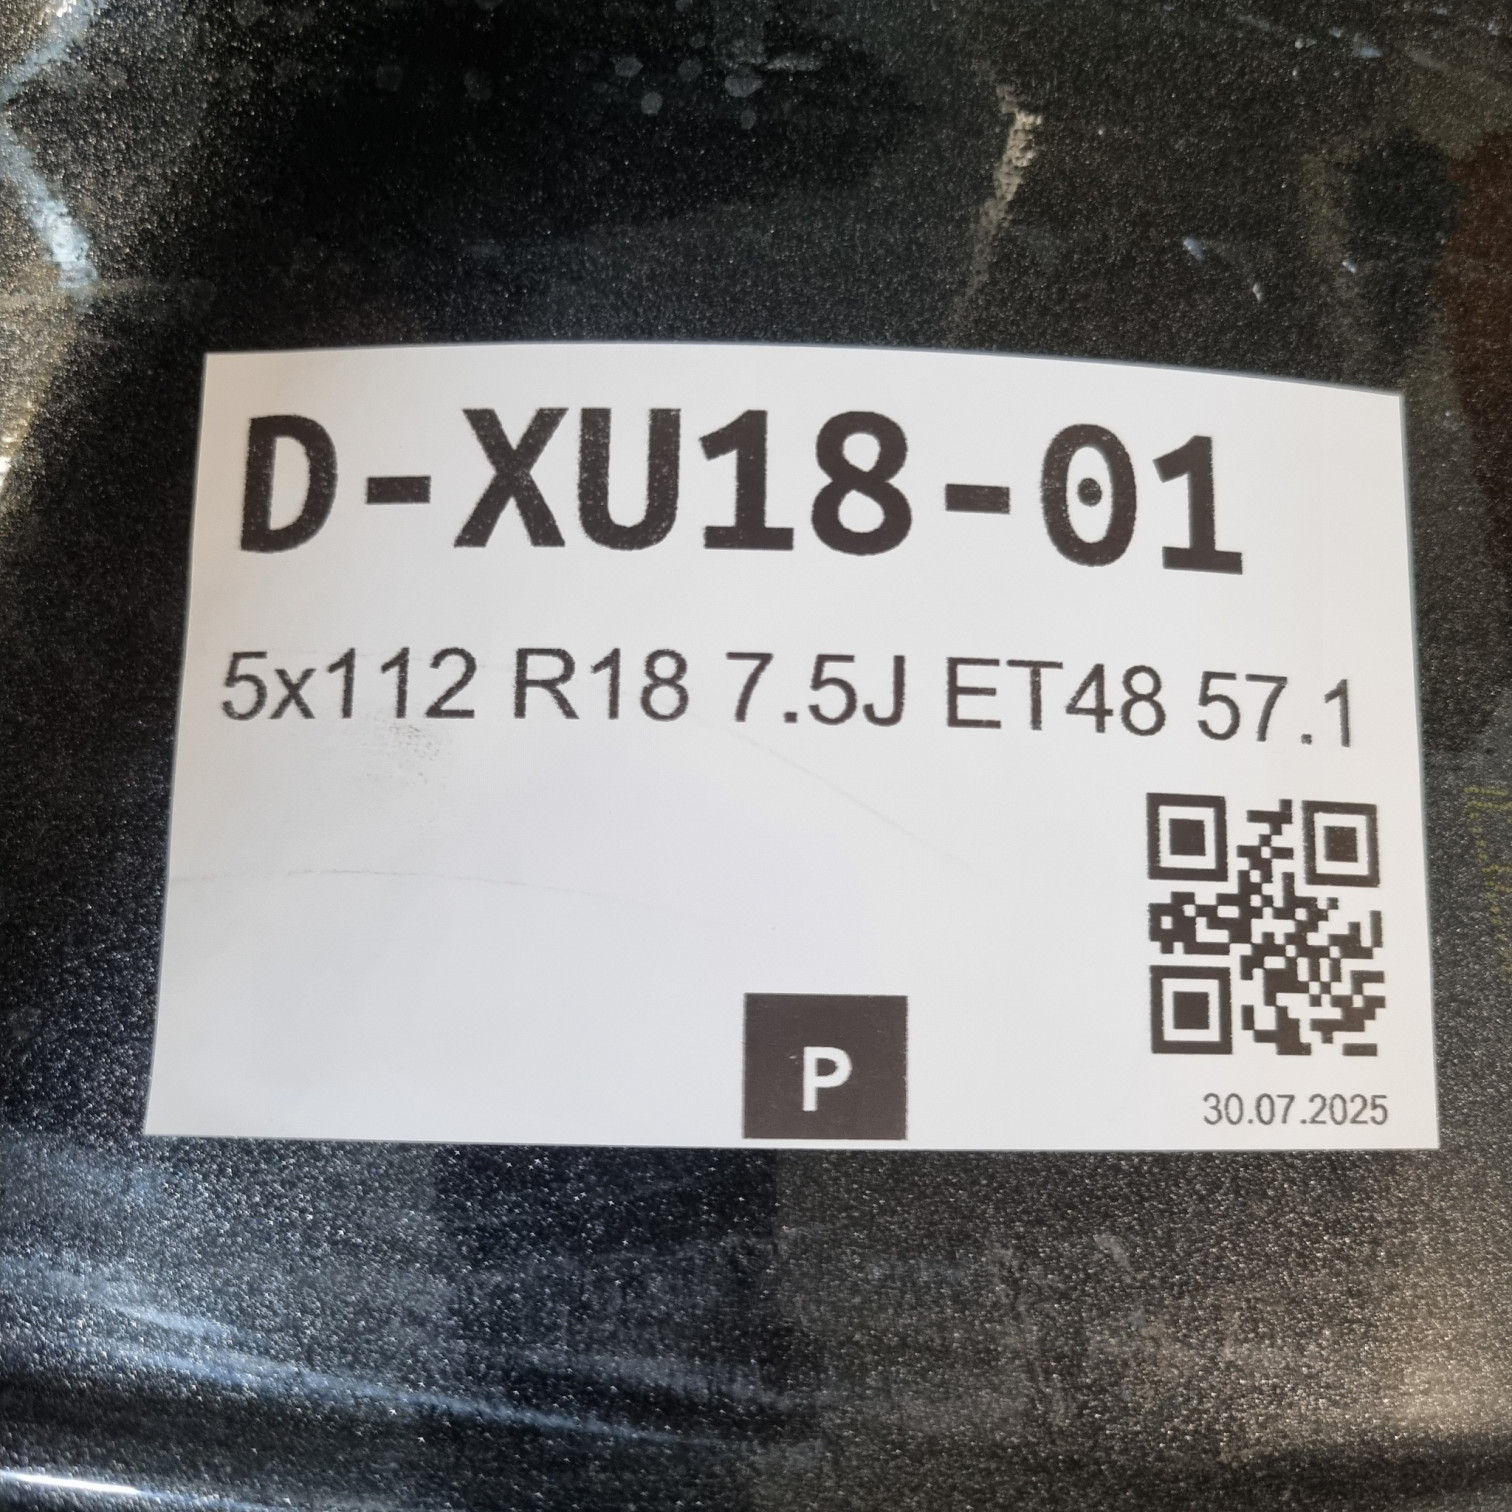 D-XU18-01
5x112 R18 7.5J ET48 57.1
P
30.07.2025